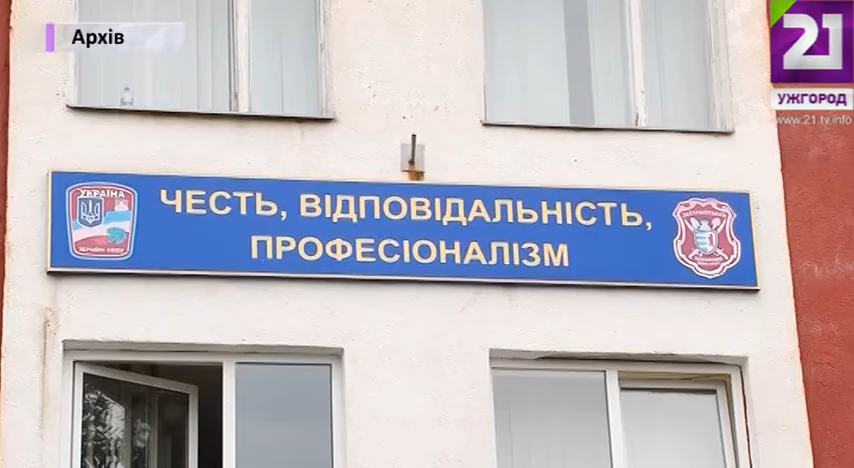 Архів
21
УЖГОРОД
www.21.tv.info
УКРАЇНА
ЧЕСТЬ, ВІДПОВІДАЛЬНІСТЬ,
ПРОФЕСІОНАЛІЗМ